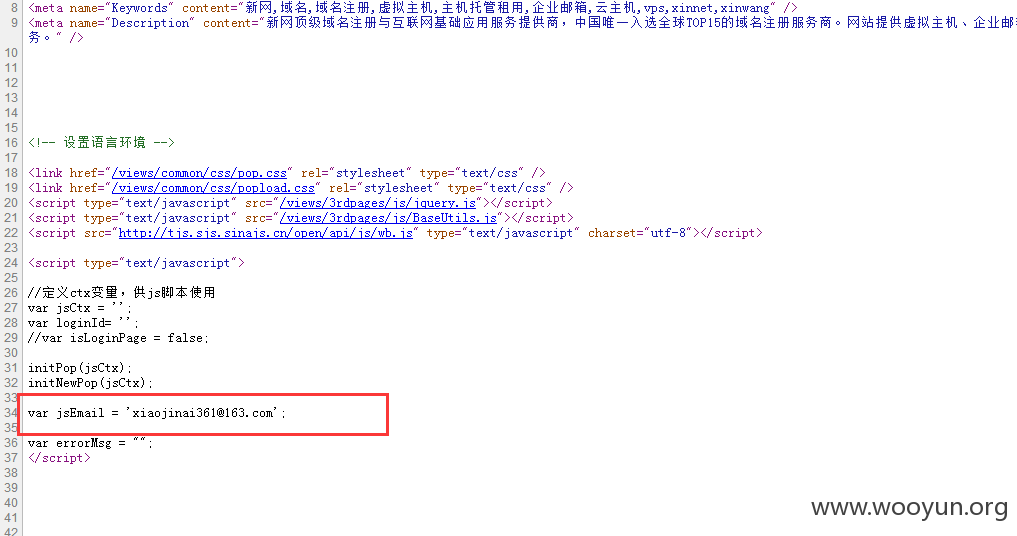 8 <meta name="Keywords" content="新网,域名,域名注册,虚拟主机,主机托管租用,企业邮箱,云主机,vps,xinnet,xinwang" />
9 <meta name="Description" content="新网顶级域名注册与互联网基础应用服务提供商，中国唯一入选全球TOP15的域名注册服务商。网站提供虚拟主机、企业邮
务。" />
10
11
12
13
14
15
16 <!-- 设置语言环境 -->
17
18 <link href="/views/common/css/pop.css" rel="stylesheet" type="text/css" />
19 <link href="/views/common/css/popload.css" rel="stylesheet" type="text/css" />
20 <script type="text/javascript" src="/views/3rdpages/js/jquery.js"></script>
21 <script type="text/javascript" src="/views/3rdpages/js/BaseUtils.js"></script>
22 <script src="http://tjs.sjs.sinajs.cn/open/api/js/wb.js" type="text/javascript" charset="utf-8"></script>
23
24 <script type="text/javascript">
25
26 //定义ctx变量，供js脚本使用
27 var jsCtx = '';
28 var loginId= '';
29 //var isLoginPage = false;
30
31 initPop(jsCtx);
32 initNewPop(jsCtx);
33
34 var jsEmail = 'xiaojinai361@163.com';
35
36 var errorMsg = "";
37 </script>
38
39
40
41
42
www.wooyun.org